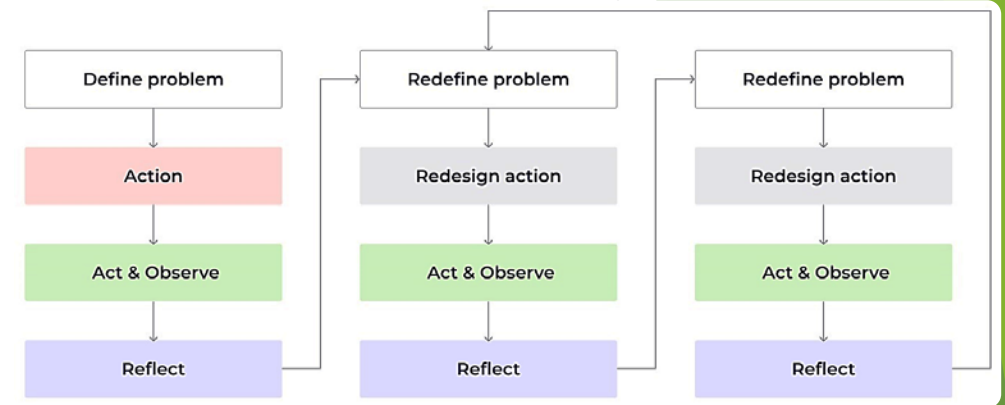 Define problem
Action
Act & Observe
Reflect
Redefine problem
Redesign action
Act & Observe
Reflect
Redefine problem
Redesign action
Act & Observe
Reflect